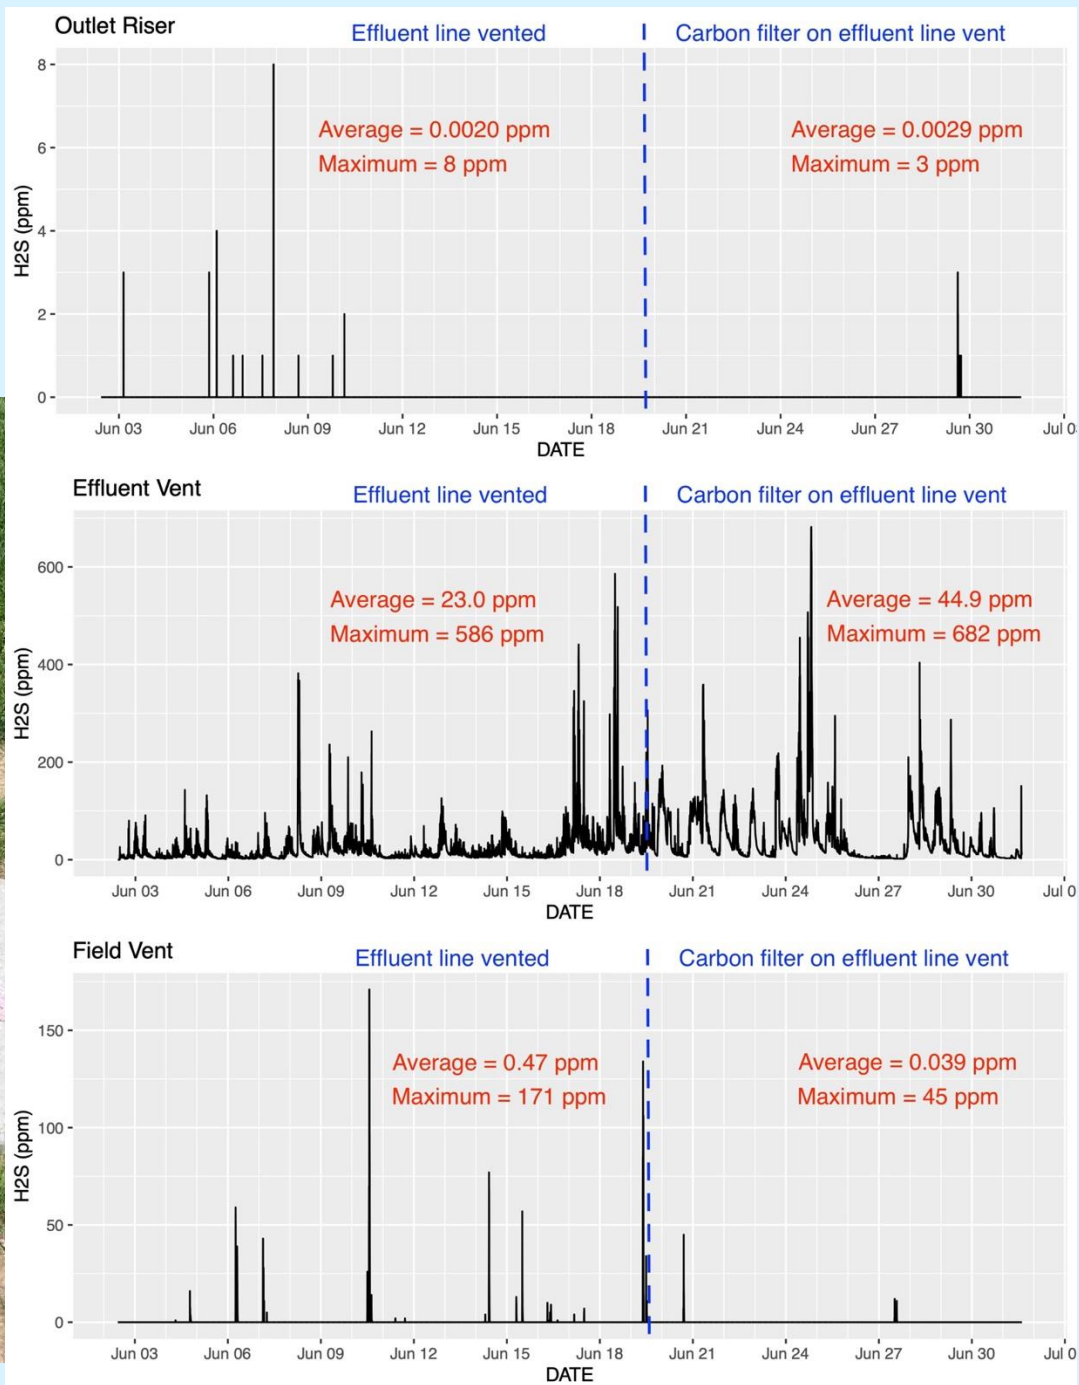 Outlet Riser
Effluent line vented Carbon filter on effluent line vent
8
Average = 0.0020 ppm Average = 0.0029 ppm
6
Maximum = 8 ppm Maximum = 3 ppm
H2S (ppm)
4
2
0
Jun 03 Jun 06 Jun 09 Jun 12 Jun 15 Jun 18 Jun 21 Jun 24 Jun 27 Jun 30 Jul 0
DATE
Effluent Vent
Effluent line vented Carbon filter on effluent line vent
600
Average = 23.0 ppm Average = 44.9 ppm
Maximum = 586 ppm Maximum = 682 ppm
H2S (ppm)
400
200
0
Jun 03 Jun 06 Jun 09 Jun 12 Jun 15 Jun 18 Jun 21 Jun 24 Jun 27 Jun 30 Jul 0
DATE
Field Vent
Effluent line vented Carbon filter on effluent line vent
150
Average = 0.47 ppm Average = 0.039 ppm
Maximum = 171 ppm Maximum = 45 ppm
H2S (ppm)
100
50
0
Jun 03 Jun 06 Jun 09 Jun 12 Jun 15 Jun 18 Jun 21 Jun 24 Jun 27 Jun 30 Jul 0
DATE